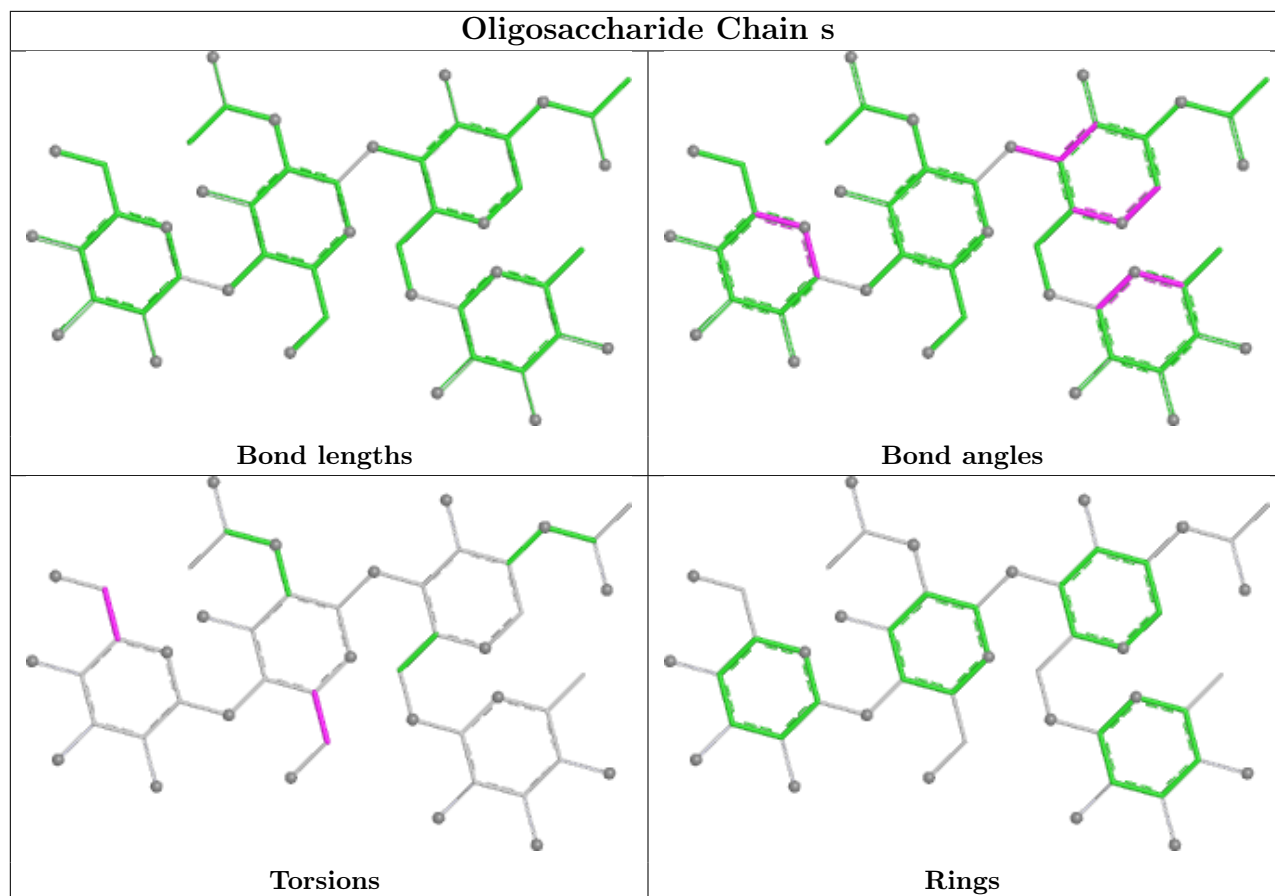 Oligosaccharide Chain s
Bond lengths
Bond angles
Torsions
Rings